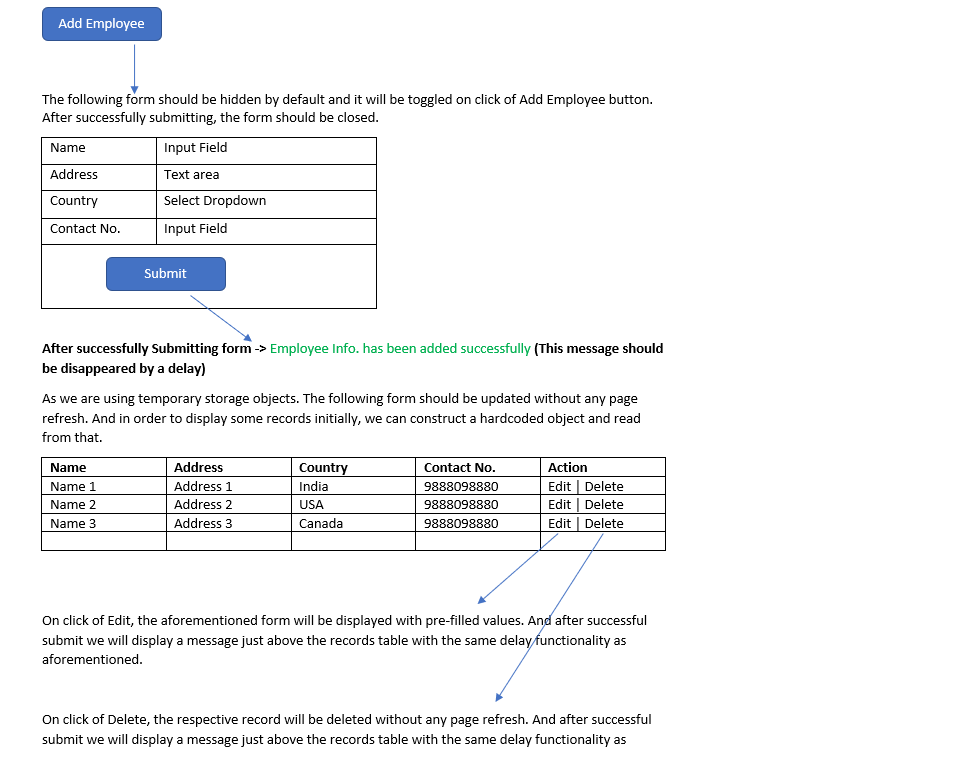 Add Employee
The following form should be hidden by default and it will be toggled on click of Add Employee button.
After successfully submitting, the form should be closed.
Name Input Field
Address Text area
Country Select Dropdown
Contact No. Input Field
Submit
After successfully Submitting form -> Employee Info. has been added successfully (This message should
be disappeared by a delay)
As we are using temporary storage objects. The following form should be updated without any page
refresh. And in order to display some records initially, we can construct a hardcoded object and read
from that.
Name Address Country Contact No. Action
Name 1 Address 1 India 9888098880 Edit | Delete
Name 2 Address 2 USA 9888098880 Edit | Delete
Name 3 Address 3 Canada 9888098880 Edit | Delete
On click of Edit, the aforementioned form will be displayed with pre-filled values. And after successful
submit we will display a message just above the records table with the same delay functionality as
aforementioned.
On click of Delete, the respective record will be deleted without any page refresh. And after successful
submit we will display a message just above the records table with the same delay functionality as